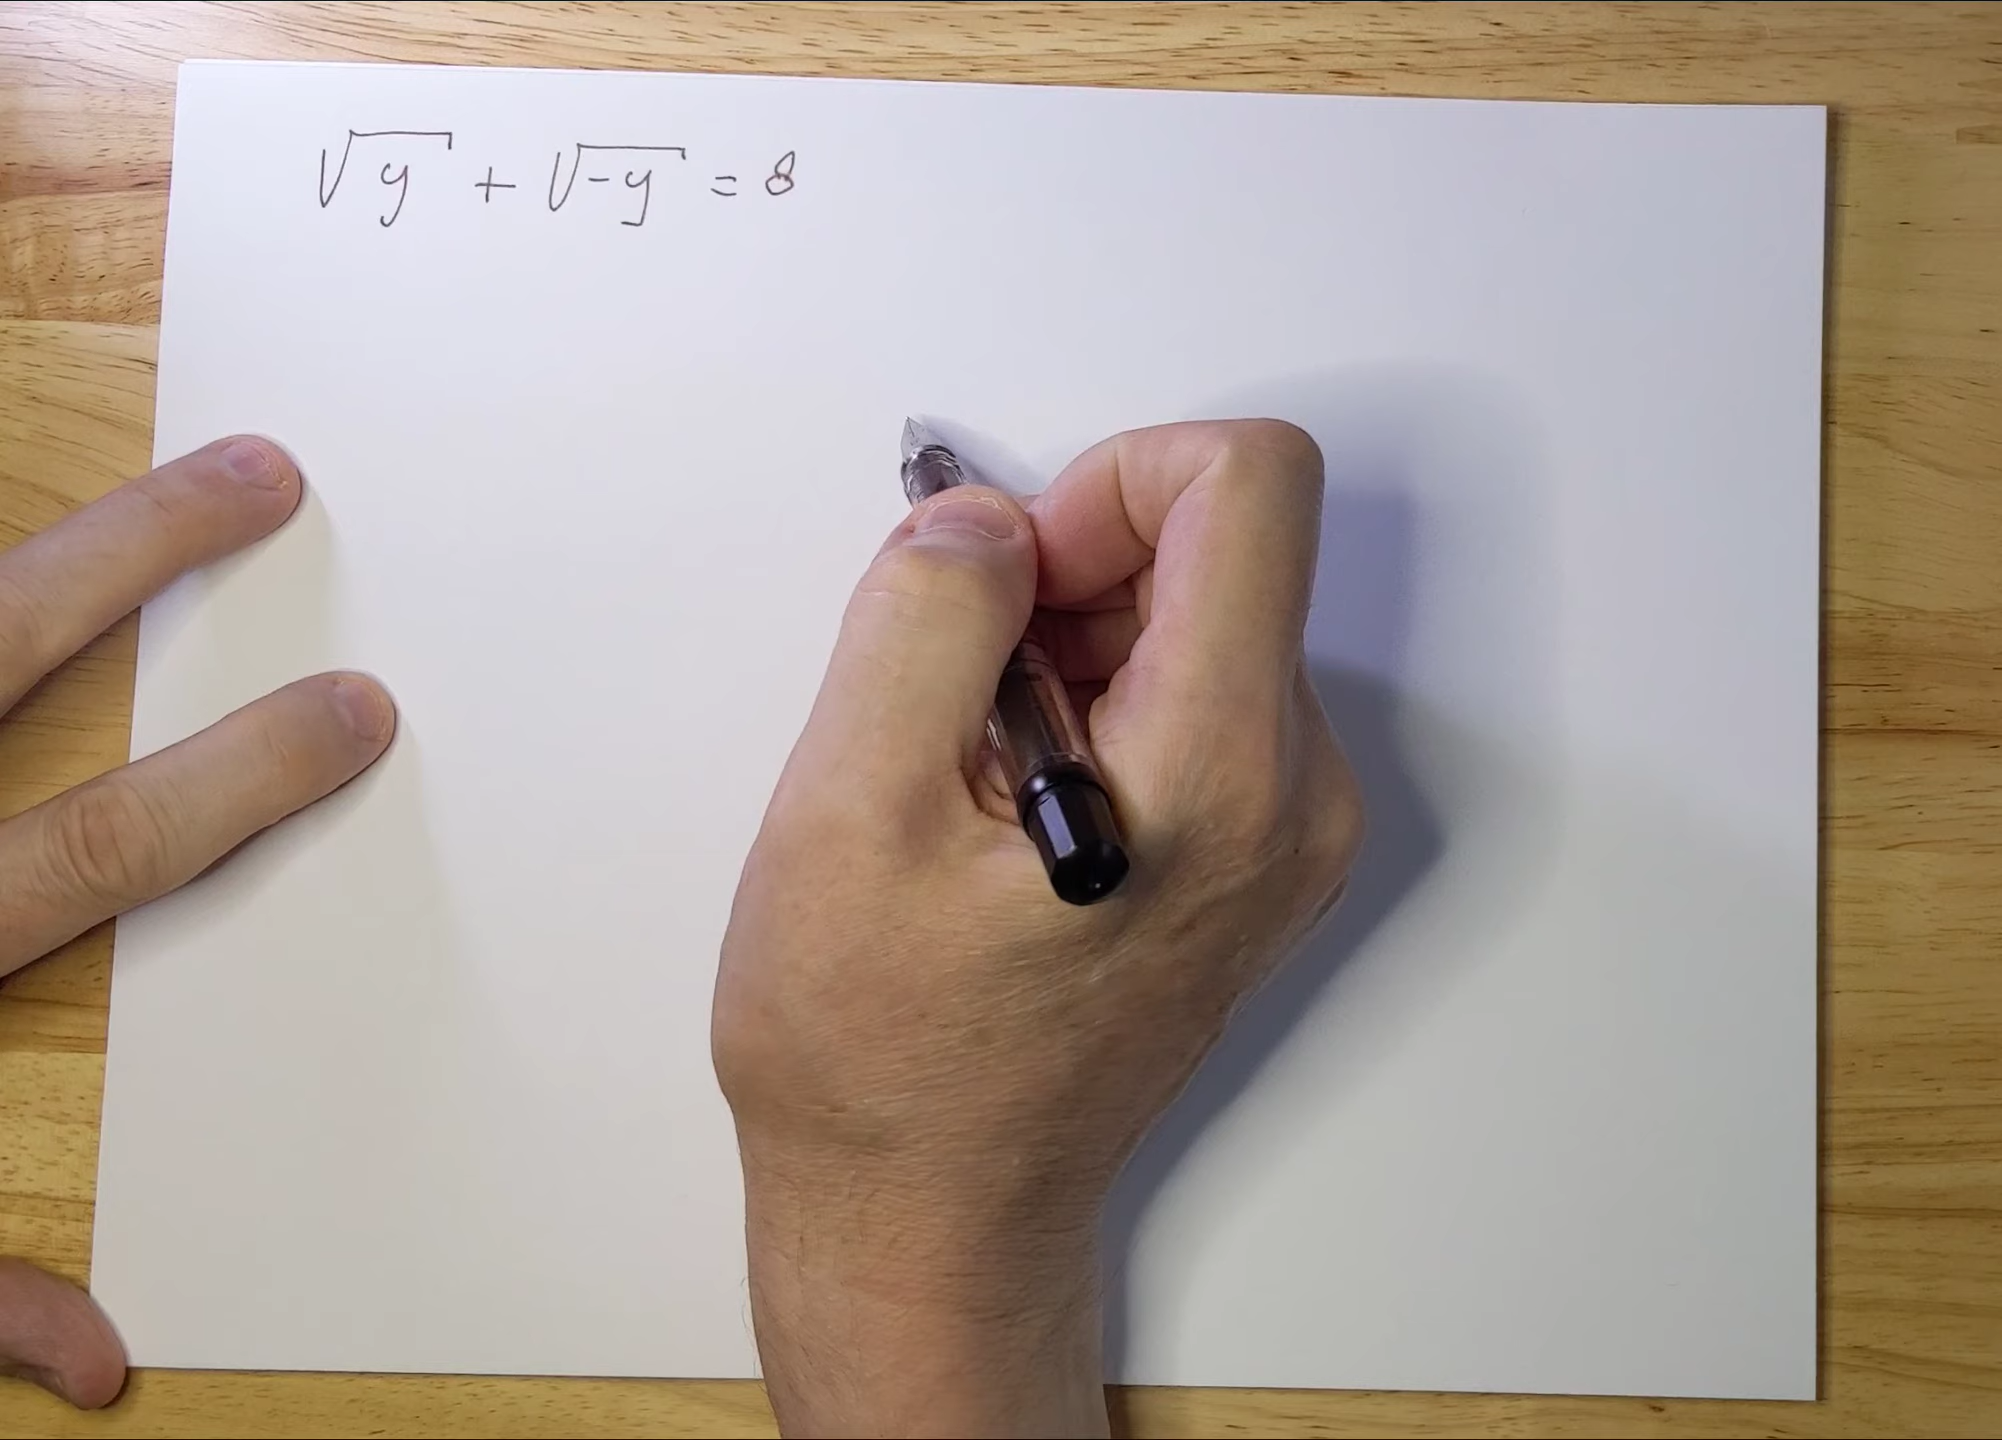 √y + √-y = 8